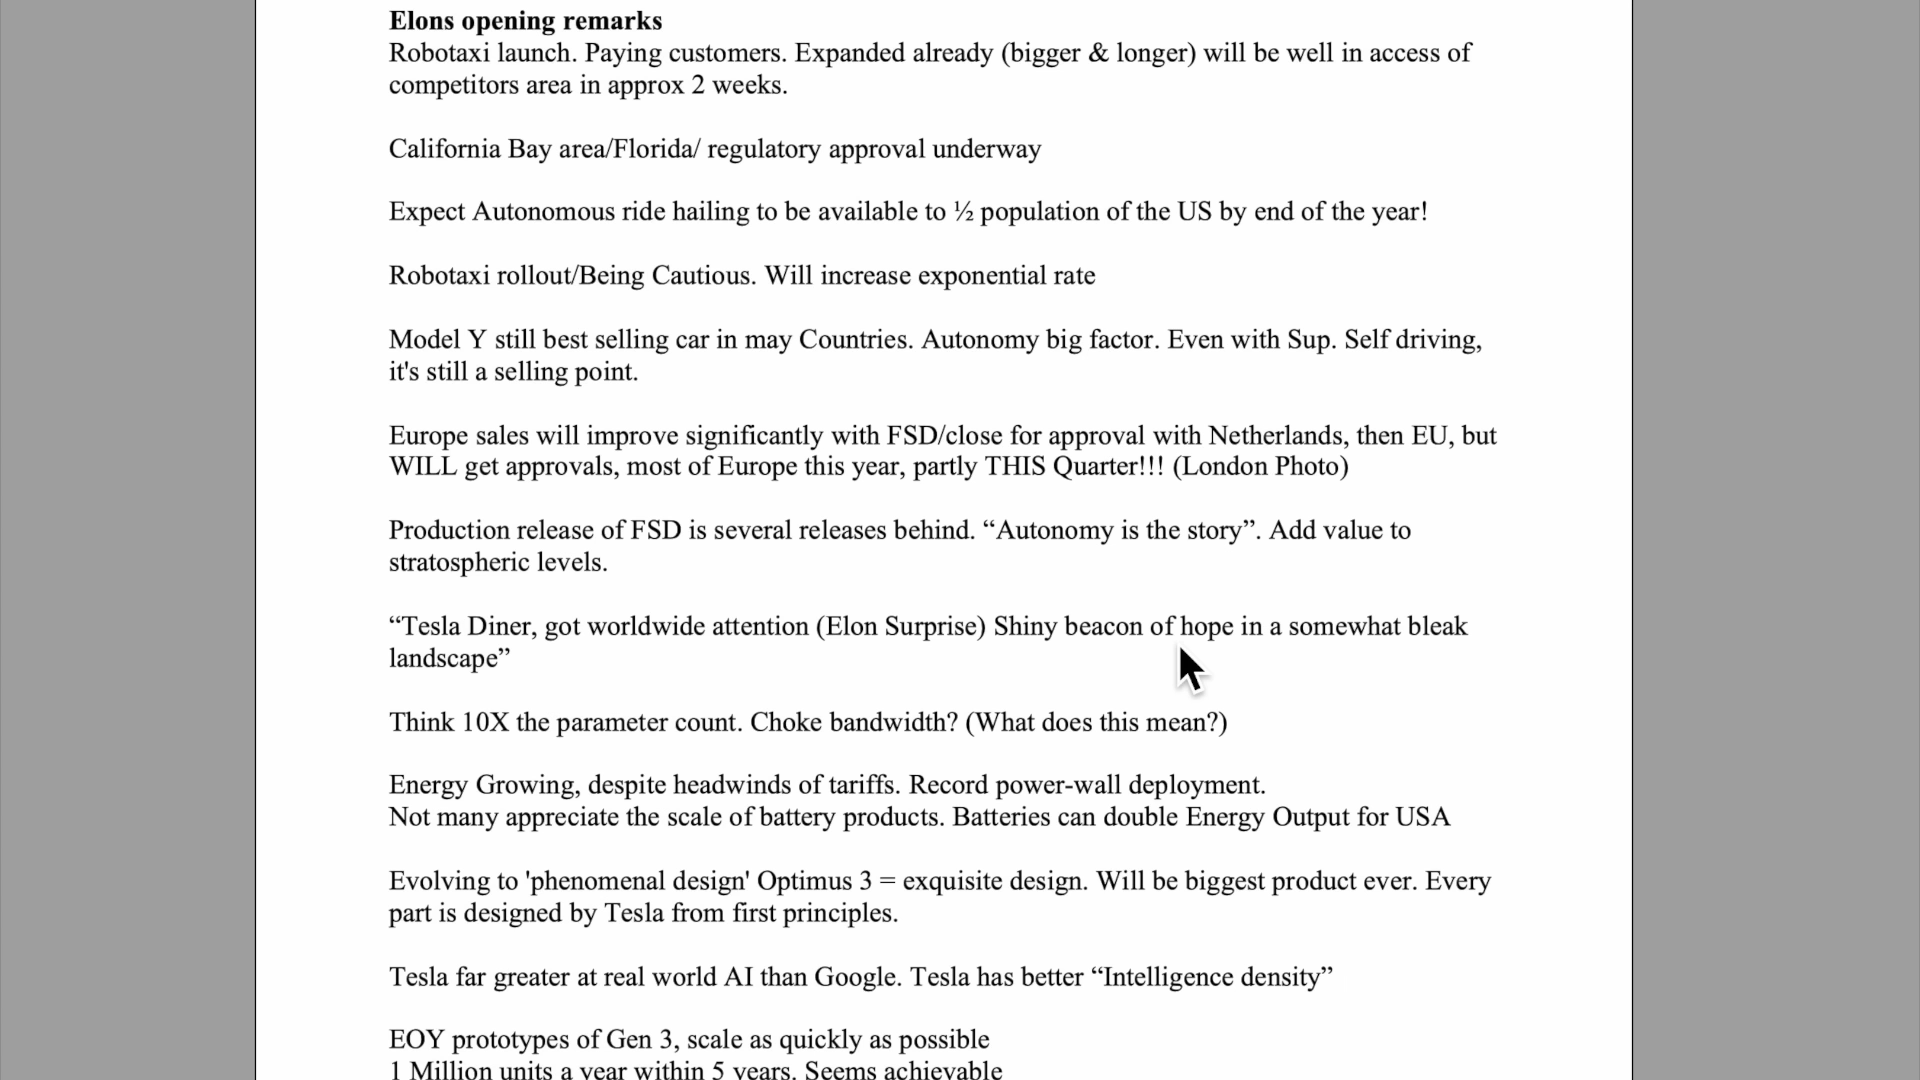 Elons opening remarks
Robotaxi launch. Paying customers. Expanded already (bigger & longer) will be well in access of
competitors area in approx 2 weeks.
California Bay area/Florida/ regulatory approval underway
Expect Autonomous ride hailing to be available to ½ population of the US by end of the year!
Robotaxi rollout/Being Cautious. Will increase exponential rate
Model Y still best selling car in may Countries. Autonomy big factor. Even with Sup. Self driving,
it's still a selling point.
Europe sales will improve significantly with FSD/close for approval with Netherlands, then EU, but
WILL get approvals, most of Europe this year, partly THIS Quarter!!! (London Photo)
Production release of FSD is several releases behind. “Autonomy is the story”. Add value to
stratospheric levels.
“Tesla Diner, got worldwide attention (Elon Surprise) Shiny beacon of hope in a somewhat bleak
landscape”
Think 10X the parameter count. Choke bandwidth? (What does this mean?)
Energy Growing, despite headwinds of tariffs. Record power-wall deployment.
Not many appreciate the scale of battery products. Batteries can double Energy Output for USA
Evolving to 'phenomenal design' Optimus 3 = exquisite design. Will be biggest product ever. Every
part is designed by Tesla from first principles.
Tesla far greater at real world AI than Google. Tesla has better “Intelligence density”
EOY prototypes of Gen 3, scale as quickly as possible
1 Million units a year within 5 years. Seems achievable